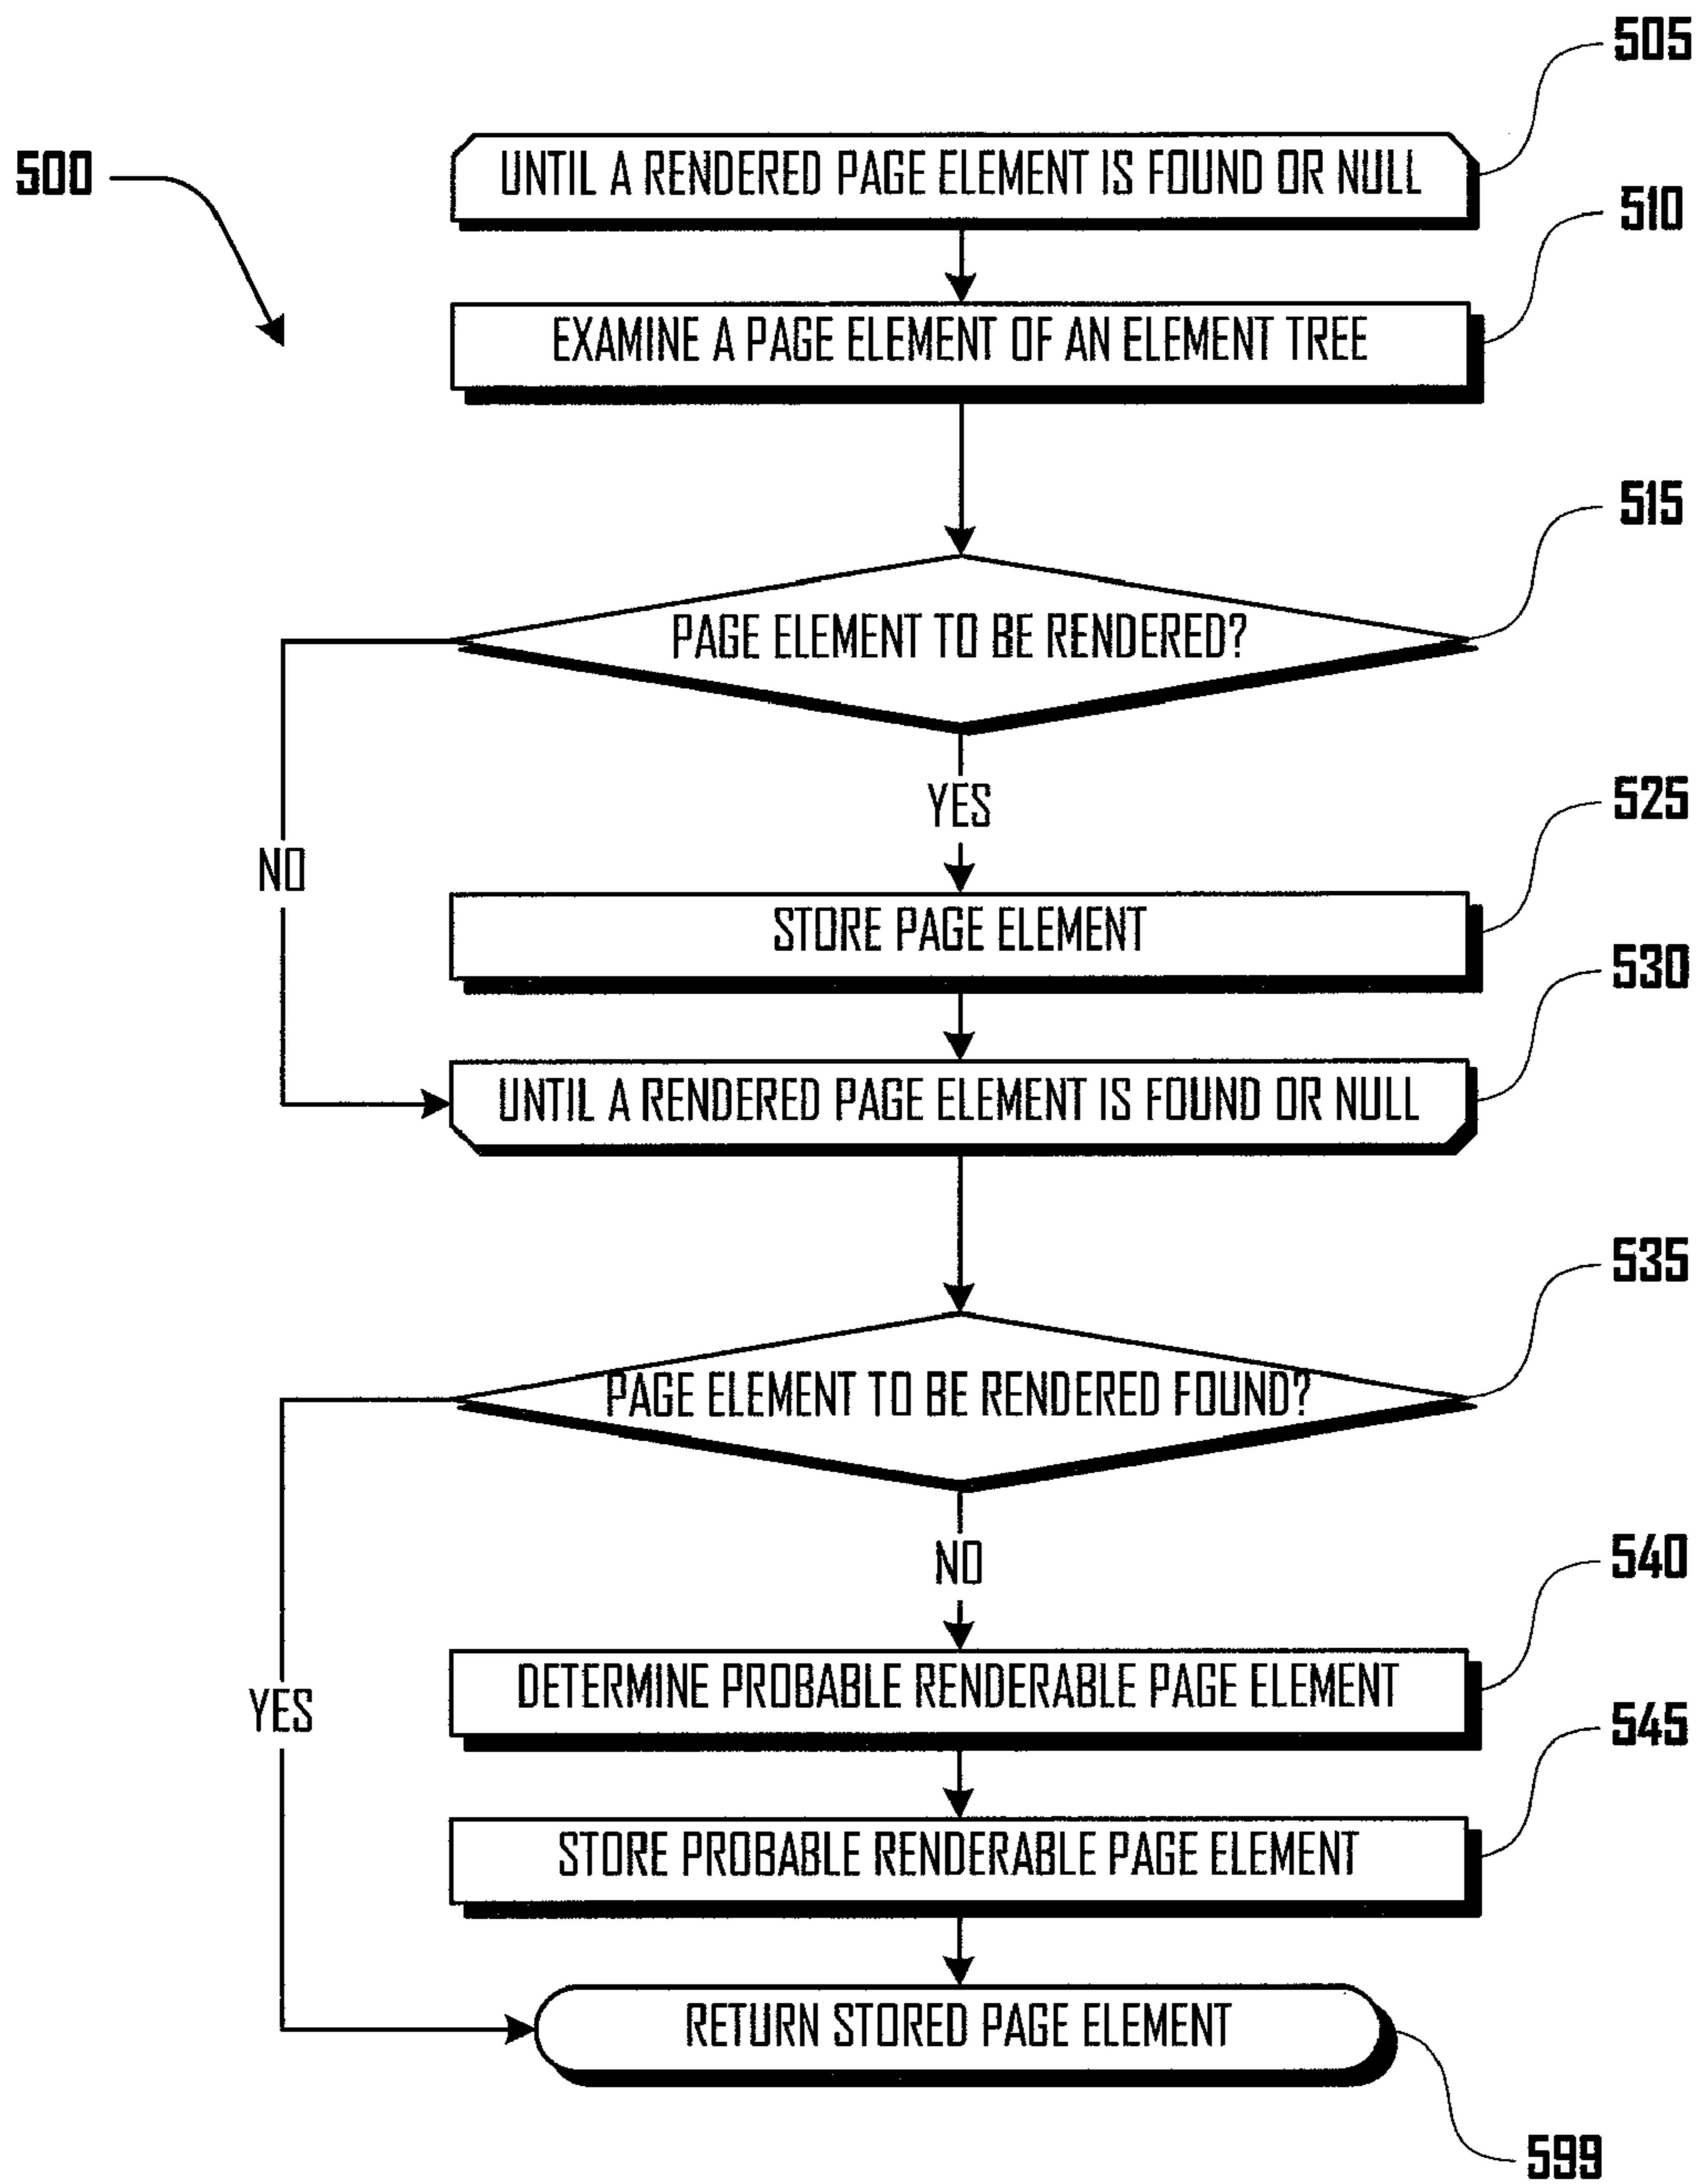 505
500
UNTIL A RENDERED PAGE ELEMENT IS FOUND OR NULL
510
EXAMINE A PAGE ELEMENT OF AN ELEMENT TREE
515
PAGE ELEMENT TO BE RENDERED?
YES
525
NO
STORE PAGE ELEMENT
530
UNTIL A RENDERED PAGE ELEMENT IS FOUND OR NULL
535
PAGE ELEMENT TO BE RENDERED FOUND?
NO
540
DETERMINE PROBABLE RENDERABLE PAGE ELEMENT
YES
545
STORE PROBABLE RENDERABLE PAGE ELEMENT
RETURN STORED PAGE ELEMENT
599